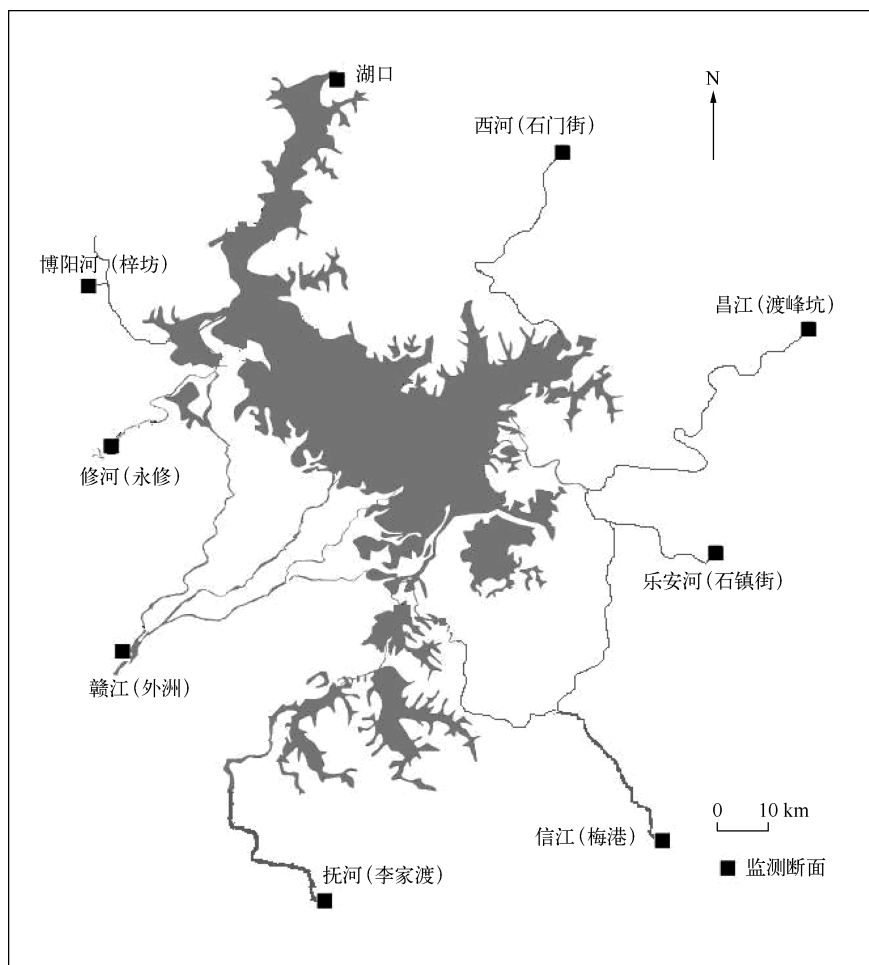 湖口
N
西河(石门街)
博阳河(梓坊)
昌江(渡峰坑)
修河(永修)
乐安河(石镇街)
赣江(外洲)
0 10 km
信江(梅港)
监测断面
抚河(李家渡)